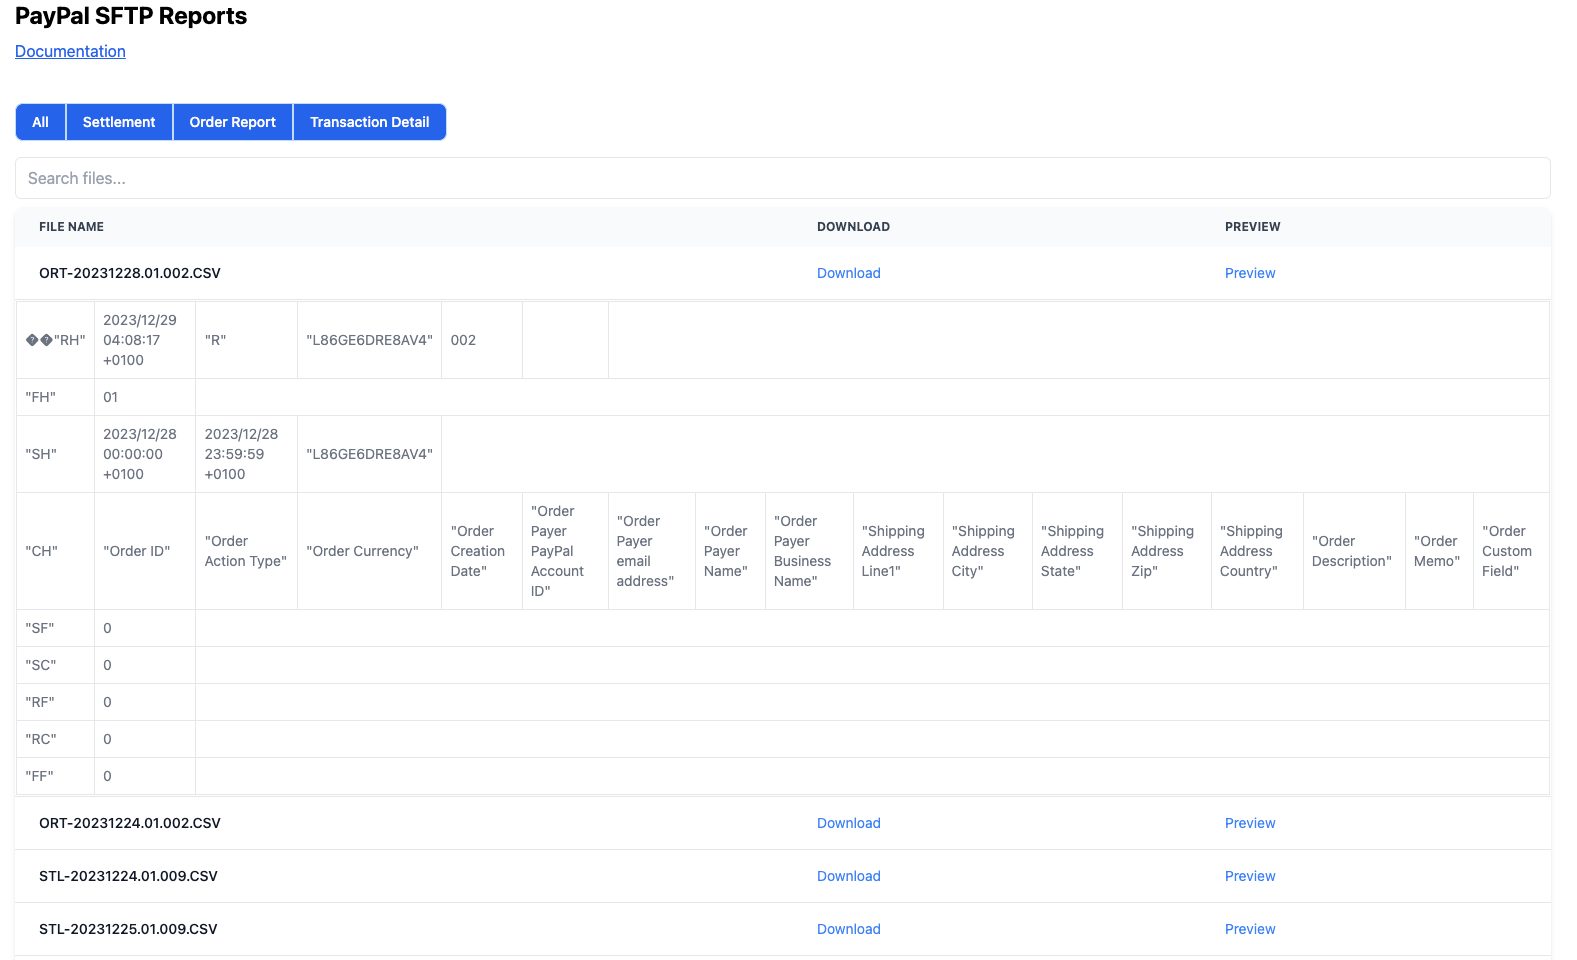 PayPal SFTP Reports
Documentation
All Settlement Order Report Transaction Detail
Search files...
FILE NAME DOWNLOAD PREVIEW
ORT-20231228.01.002.CSV Download Preview
��"RH" 2023/12/29 04:08:17 +0100 "R" "L86GE6DRE8AV4" 002
"FH" 01
"SH" 2023/12/28 00:00:00 +0100 2023/12/28 23:59:59 +0100 "L86GE6DRE8AV4"
"CH" "Order ID" "Order Action Type" "Order Currency" "Order Creation Date" "Order Payer PayPal Account ID" "Order Payer email address" "Order Payer Name" "Order Payer Business Name" "Shipping Address Line1" "Shipping Address City" "Shipping Address State" "Shipping Address Zip" "Shipping Address Country" "Order Description" "Order Memo" "Order Custom Field"
"SF" 0
"SC" 0
"RF" 0
"RC" 0
"FF" 0
ORT-20231224.01.002.CSV Download Preview
STL-20231224.01.009.CSV Download Preview
STL-20231225.01.009.CSV Download Preview